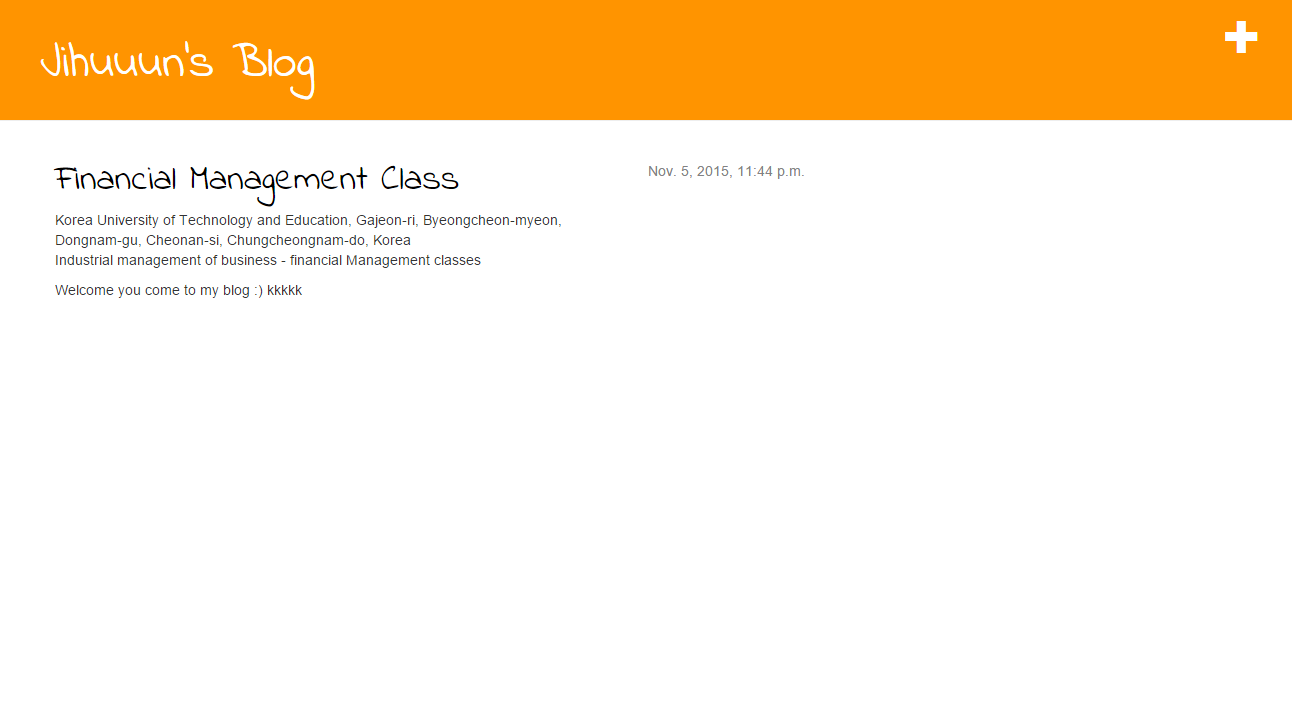 Jihuuun's Blog
Financial Management Class
Nov. 5, 2015, 11:44 p.m.
Korea University of Technology and Education, Gajeon-ri, Byeongcheon-myeon,
Dongnam-gu, Cheonan-si, Chungcheongnam-do, Korea
Industrial management of business - financial Management classes
Welcome you come to my blog :) kkkkk